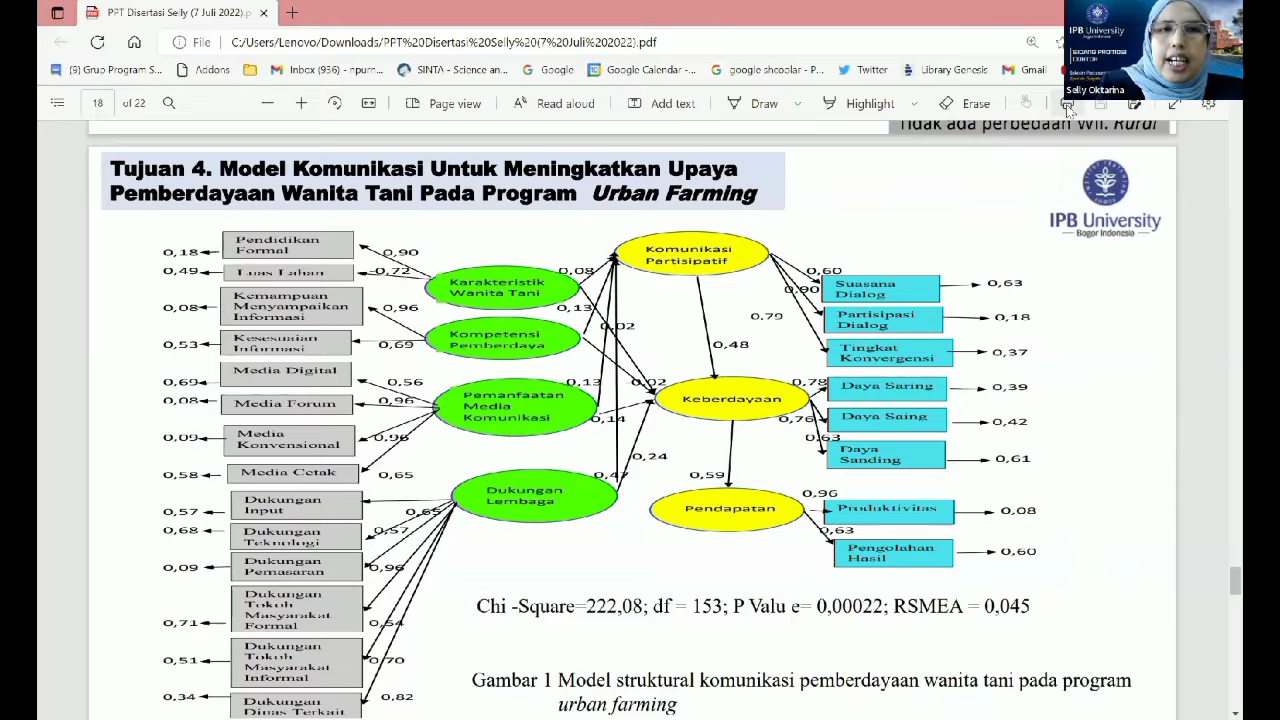 PPT Disertasi Selly (7 Juli 2022).p
File
C:/Users/Lenovo/Downloads/
%20Disertasi%20Selly%20(7%20Juli%202022).pdf
(9) Grup Program S...
Addons
Bog
Inbox (956) - npur
Google
Google Calendar -...
google shcoolar
Twitter
Library Genesis
Gmail
18
of 22
Page view
Read aloud
Add text
Draw
Highlight
Erase
IPB University
Bogor Indonesia
SIDANG PROMOSI
DOKTOR
Selly Oktarina
Tidak ada perbedaan Wil. Rural
Tujuan 4. Model Komunikasi Untuk Meningkatkan Upaya
Pemberdayaan Wanita Tani Pada Program Urban Farming
IPB University
Bogor Indonesia
0,18
Pendidikan
Formal
0,90
0,49
Luas Lahan
0,72
0,08
Kemampuan
Menyampaikan
Informasi
0,96
0,53
Kesesuaian
Informasi
0,69
0,69
Media Digital
0,56
0,08
Media Forum
0,96
0,09
Media
Konvensional
0,96
0,58
Media Cetak
0,65
0,57
Dukungan
Input
0,65
0,68
Dukungan
Teknologi
0,57
0,09
Dukungan
Pemasaran
0,96
0,71
Dukungan
Tokoh
Masyarakat
Formal
0,54
0,51
Dukungan
Tokoh
Masyarakat
Informal
0,70
0,34
Dukungan
Dinas Terkait
0,82
Karakteristik
Wanita Tani
Kompetensi
Pemberdaya
Pemanfaatan
Media
Komunikasi
Dukungan
Lembaga
0,08
0,13
0,02
0,13
0,02
0,14
0,24
0,47
Komunikasi
Partisipatif
0,48
Keberdayaan
0,59
Pendapatan
0,60
0,90
0,79
Suasana
Dialog
0,63
Partisipasi
Dialog
0,18
Tingkat
Konvergensi
0,37
0,78
0,76
0,63
Daya Saring
0,39
Daya Saing
0,42
Daya
Sanding
0,61
0,96
0,63
Produktivitas
0,08
Pengolahan
Hasil
0,60
Chi -Square=222,08; df = 153; P Valu e= 0,00022; RSMEA = 0,045
Gambar 1 Model struktural komunikasi pemberdayaan wanita tani pada program
urban farming